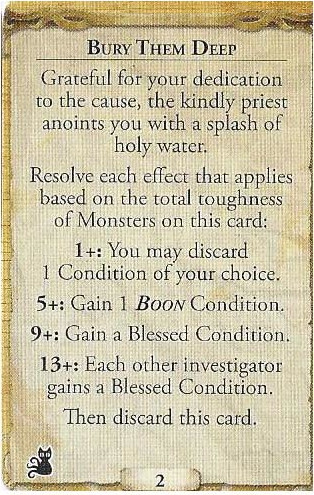 BURY THEM DEEP
Grateful for your dedication
to the cause, the kindly priest
anoints you with a splash of
holy water.
Resolve each effect that applies
based on the total toughness
of Monsters on this card:
1+: You may discard
1 Condition of your choice.
5+: Gain 1 BOON Condition.
9+: Gain a Blessed Condition.
13+: Each other investigator
gains a Blessed Condition.
Then discard this card.
2